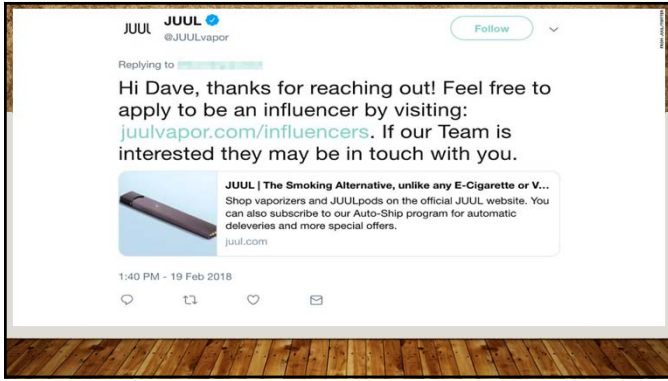 JUUL
JUUL
@JUULvapor
Follow
Replying to
Hi Dave, thanks for reaching out! Feel free to
apply to be an influencer by visiting:
juulvapor.com/influencers. If our Team is
interested they may be in touch with you.
JUUL | The Smoking Alternative, unlike any E-Cigarette or V...
Shop vaporizers and JUULpods on the official JUUL website. You
can also subscribe to our Auto-Ship program for automatic
deleveries and more special offers.
juul.com
1:40 PM - 19 Feb 2018